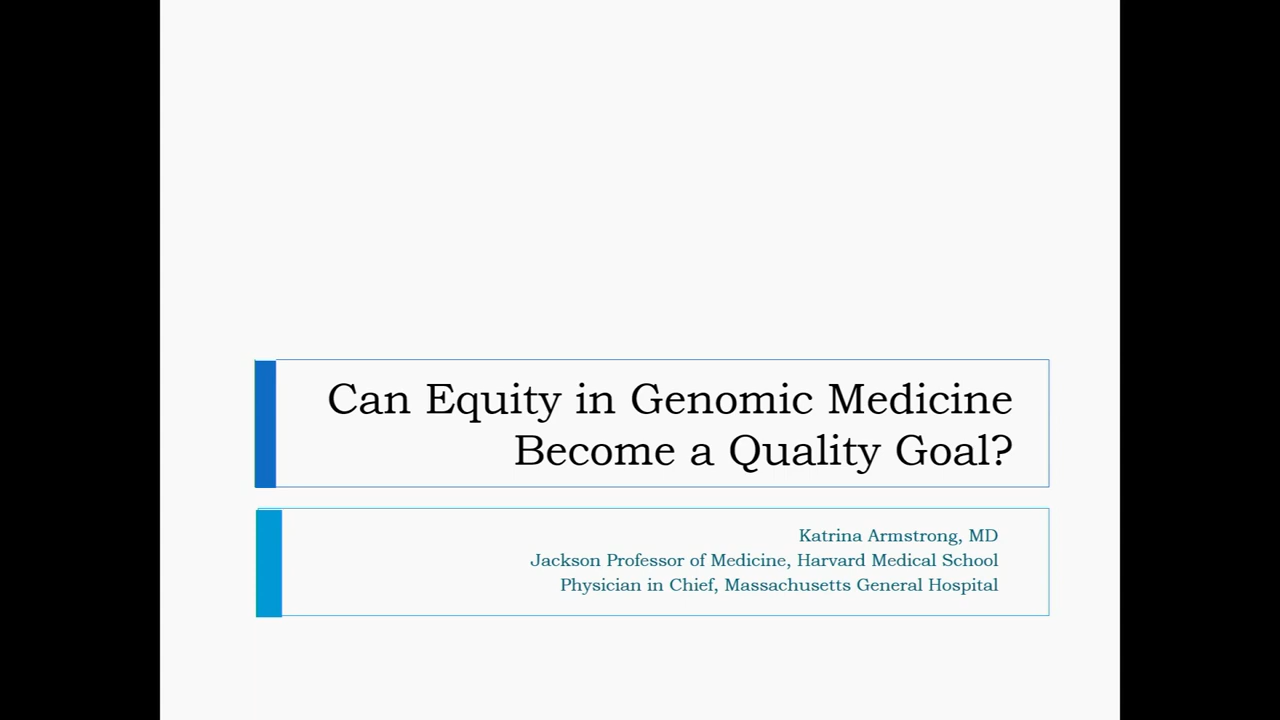 Can Equity in Genomic Medicine
Become a Quality Goal?
Katrina Armstrong, MD
Jackson Professor of Medicine, Harvard Medical School
Physician in Chief, Massachusetts General Hospital